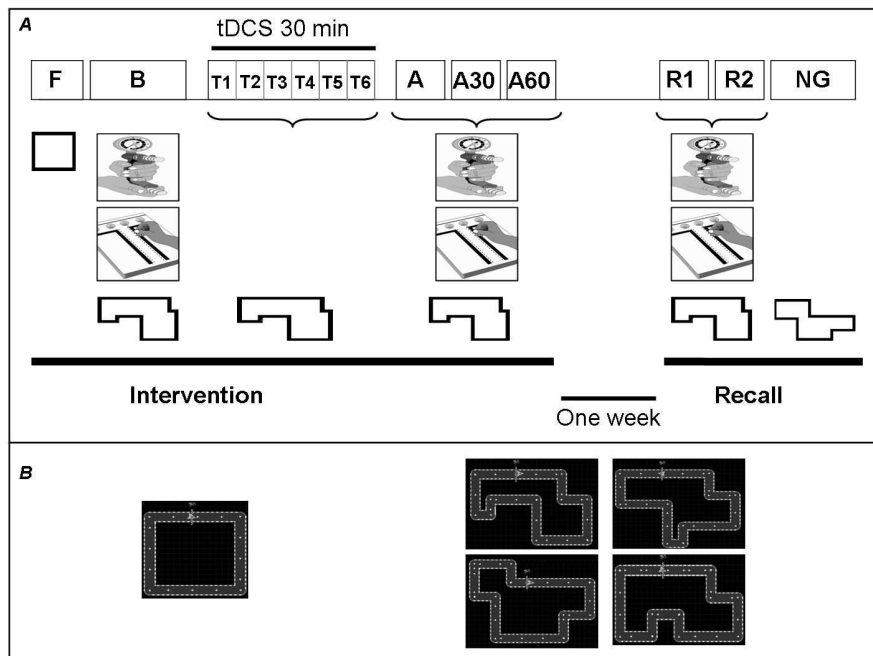 A
tDCS 30 min
F B T1 T2 T3 T4 T5 T6 A A30 A60 R1 R2 NG
Intervention
Recall
One week
B